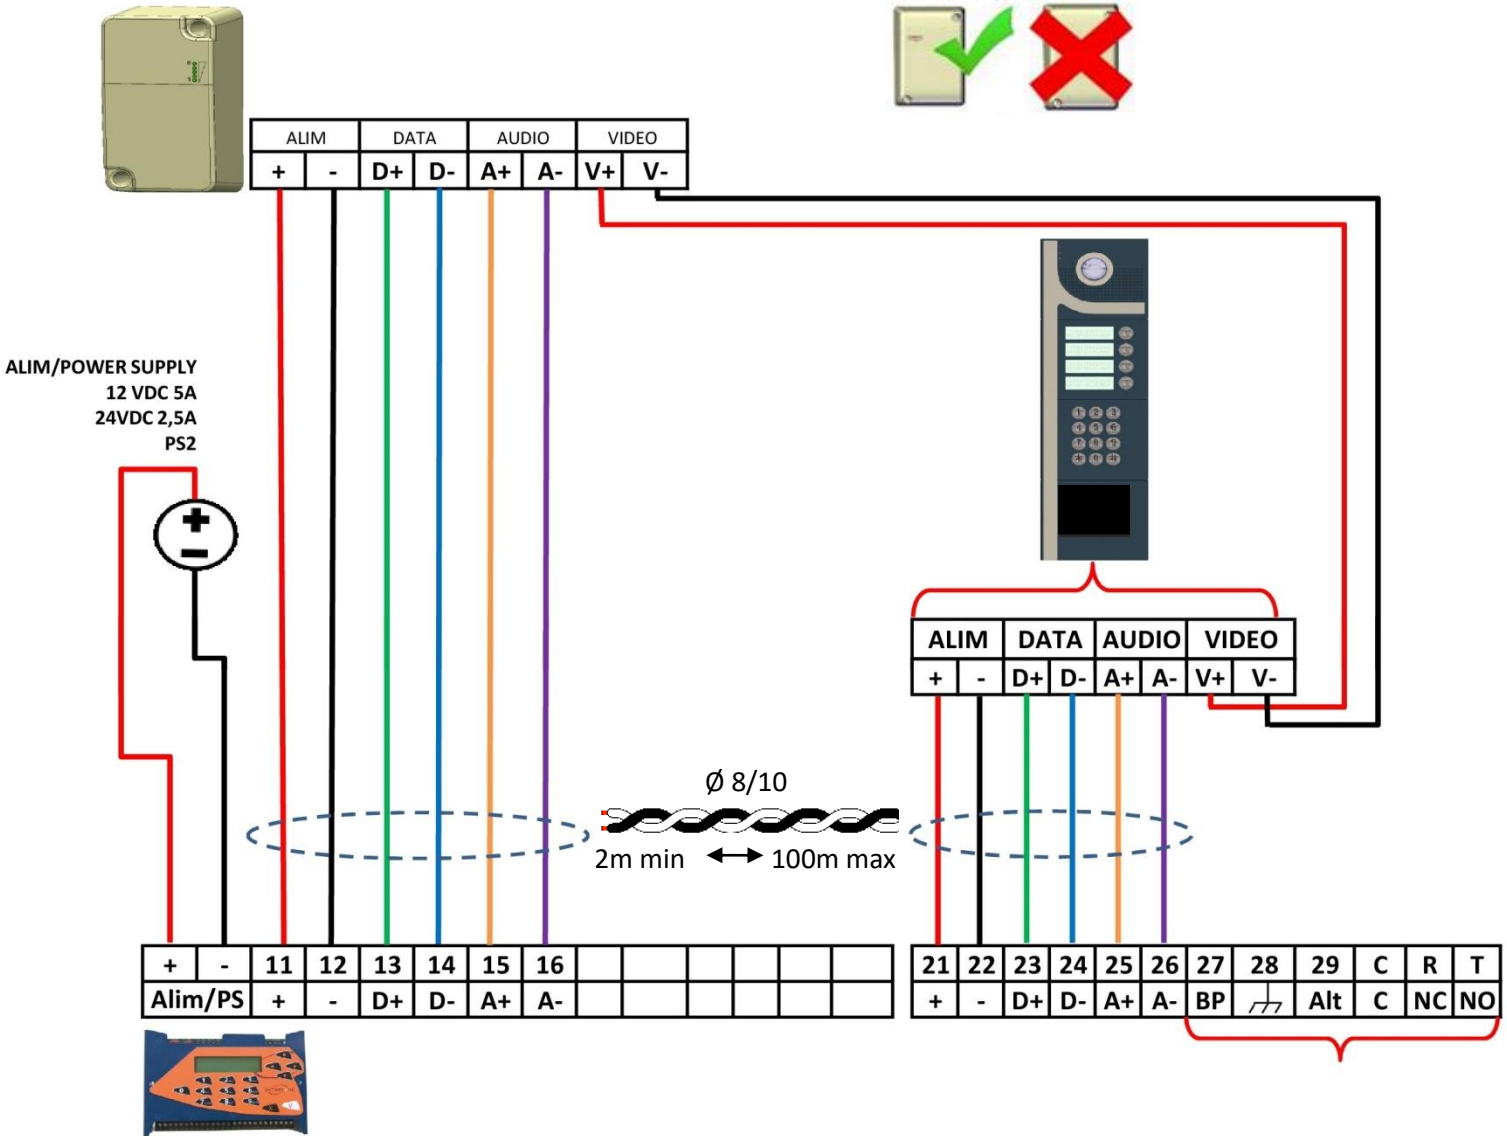 ALIM DATA AUDIO VIDEO
+ - D+ D- A+ A- V+ V-
ALIM/POWER SUPPLY
12 VDC 5A
24VDC 2,5A
PS2
+
-
ALIM DATA AUDIO VIDEO
+ - D+ D- A+ A- V+ V-
Ø 8/10
2m min 100m max
+ - 11 12 13 14 15 16
Alim/PS + - D+ D- A+ A-
21 22 23 24 25 26 27 28 29 C R T
+ - D+ D- A+ A- BP Alt C NC NO